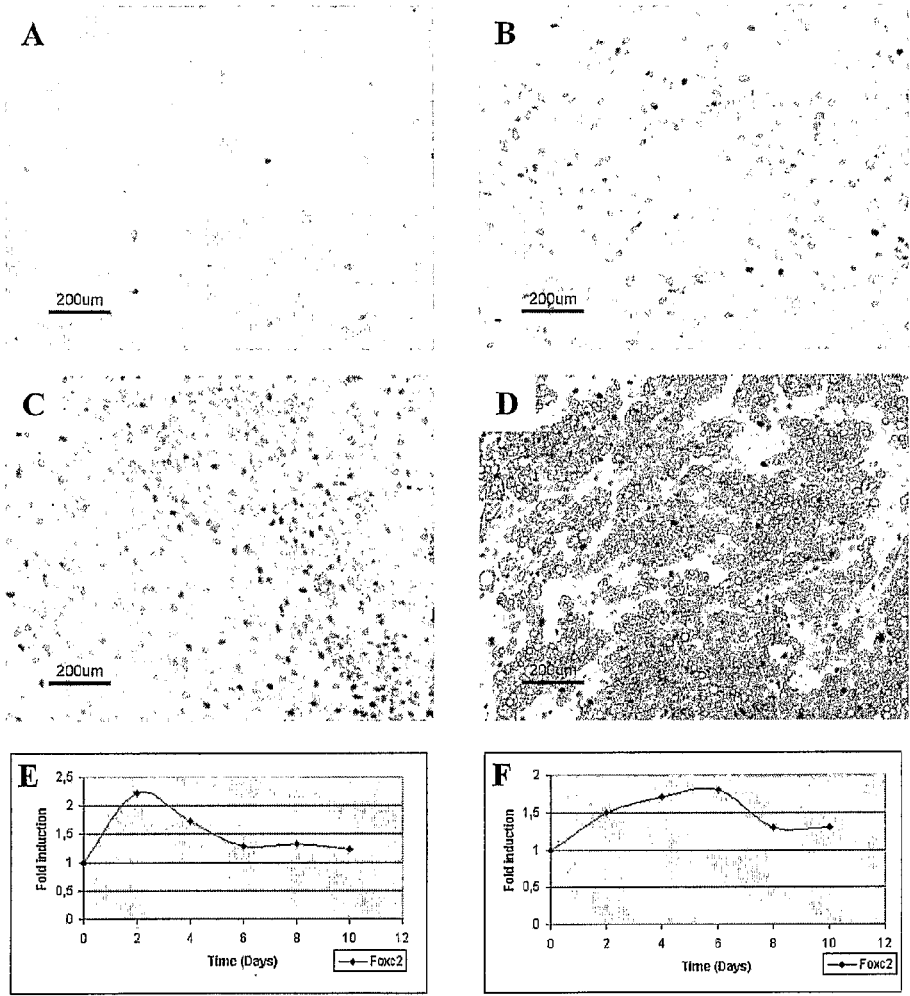 A
B
200um
200um
C
D
200um
200um
E
2,5
2
1,5
1
0,5
0
Fold induction
0 2 4 6 8 10 12
Time (Days)
Foxc2
F
2
1,5
1
0,5
0
Fold induction
0 2 4 6 8 10 12
Time (Days)
Foxc2